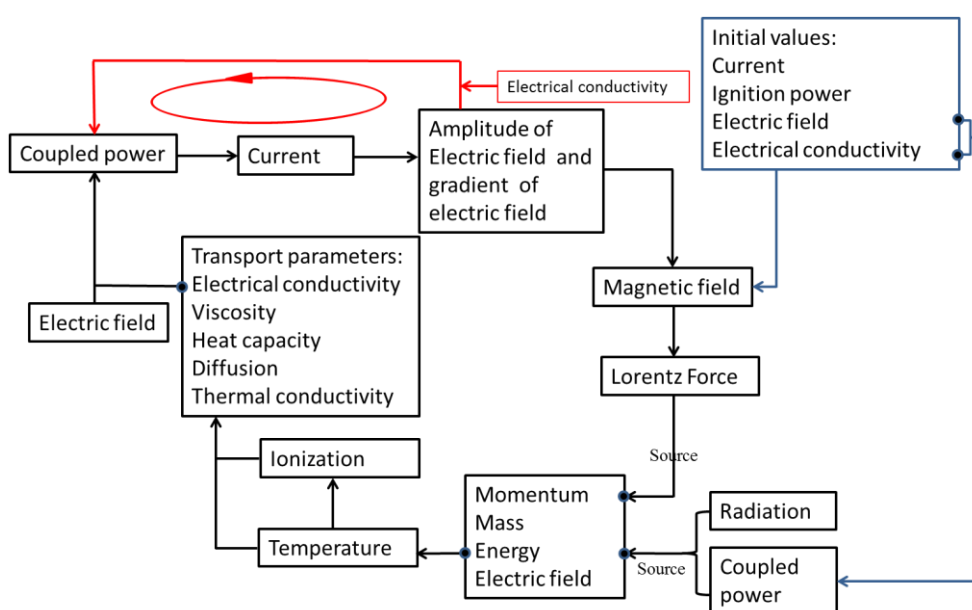 Initial values:
Current
Ignition power
Electric field
Electrical conductivity
Electrical conductivity
Coupled power
Current
Amplitude of
Electric field and
gradient of
electric field
Transport parameters:
Electrical conductivity
Viscosity
Heat capacity
Diffusion
Thermal conductivity
Electric field
Magnetic field
Lorentz Force
Source
Ionization
Temperature
Momentum
Mass
Energy
Electric field
Source
Radiation
Coupled
power